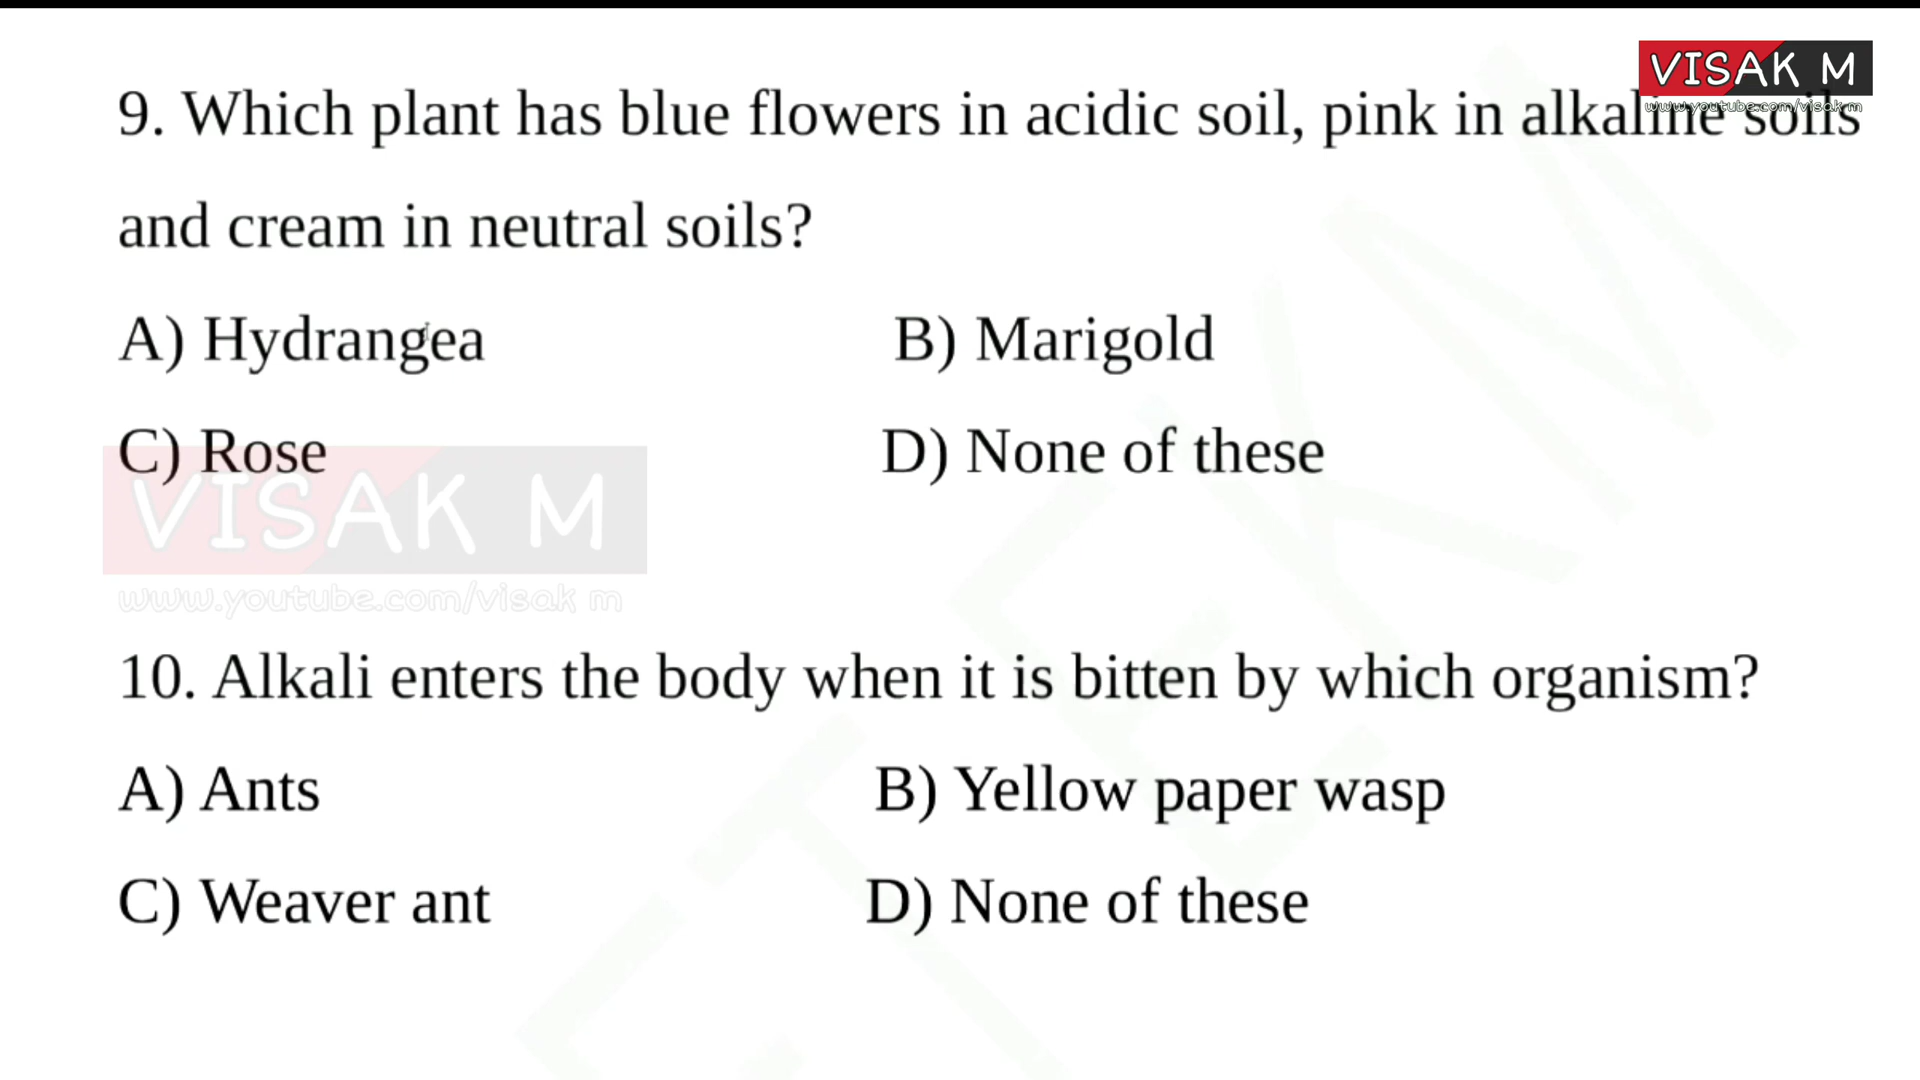 VISAK M
www.youtube.com/visak m
9. Which plant has blue flowers in acidic soil, pink in alkaline soils
and cream in neutral soils?
A) Hydrangea B) Marigold
C) Rose D) None of these
VISAK M
www.youtube.com/visak m
10. Alkali enters the body when it is bitten by which organism?
A) Ants B) Yellow paper wasp
C) Weaver ant D) None of these